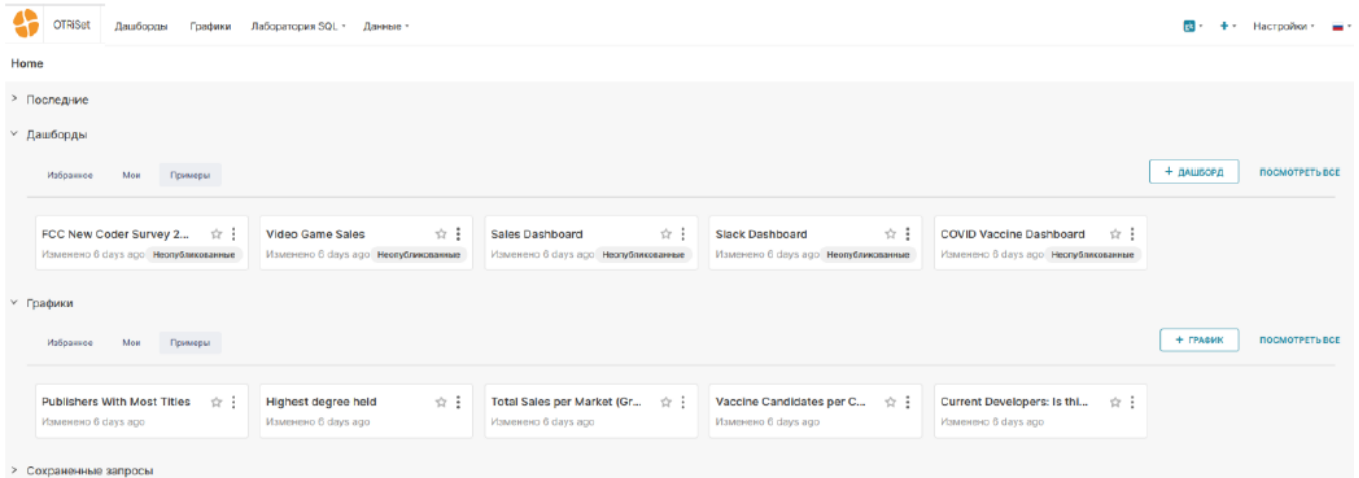 OTRiSet Дашборды Графики Лаборатория SQL Данные Настройки
Home
Последние
Дашборды
Избранное Мои Примеры + ДАШБОРД ПОСМОТРЕТЬ ВСЕ
FCC New Coder Survey 2... Video Game Sales Sales Dashboard Slack Dashboard COVID Vaccine Dashboard
Изменено 6 days ago Неопубликованные Изменено 6 days ago Неопубликованные Изменено 6 days ago Неопубликованные Изменено 6 days ago Неопубликованные Изменено 6 days ago Неопубликованные
Графики
Избранное Мои Примеры + ГРАФИК ПОСМОТРЕТЬ ВСЕ
Publishers With Most Titles Highest degree held Total Sales per Market (Gr... Vaccine Candidates per C... Current Developers: Is thi...
Изменено 6 days ago Изменено 6 days ago Изменено 6 days ago Изменено 6 days ago Изменено 6 days ago
Сохраненные запросы